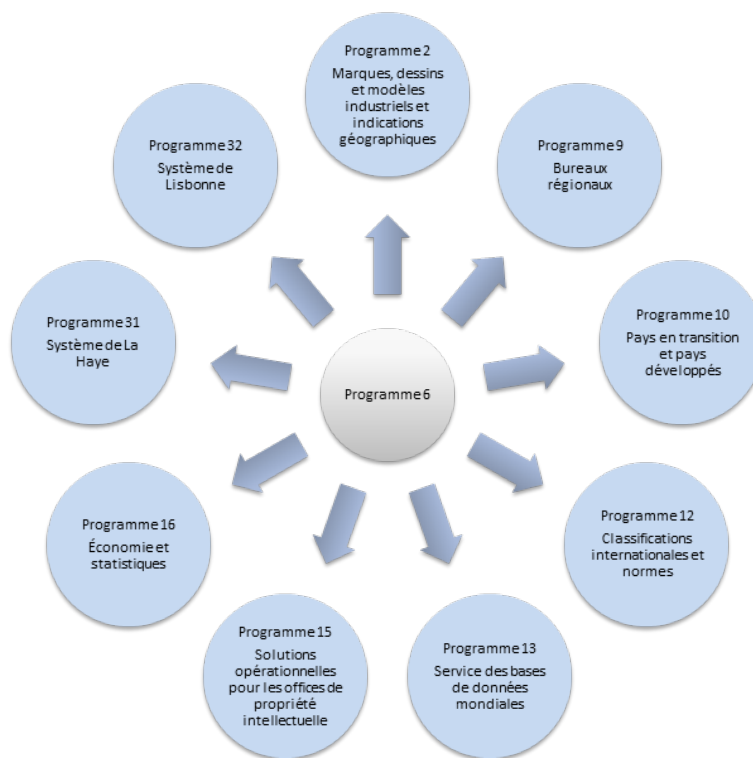 Programme 2
Marques, dessins
et modèles
industriels et
indications
géographiques
Programme 9
Bureaux
régionaux
Programme 10
Pays en transition
et pays
développés
Programme 12
Classifications
internationales et
normes
Programme 13
Service des bases
de données
mondiales
Programme 15
Solutions
opérationnelles
pour les offices de
propriété
intellectuelle
Programme 16
Économie et
statistiques
Programme 31
Système de La
Haye
Programme 32
Système de
Lisbonne
Programme 6